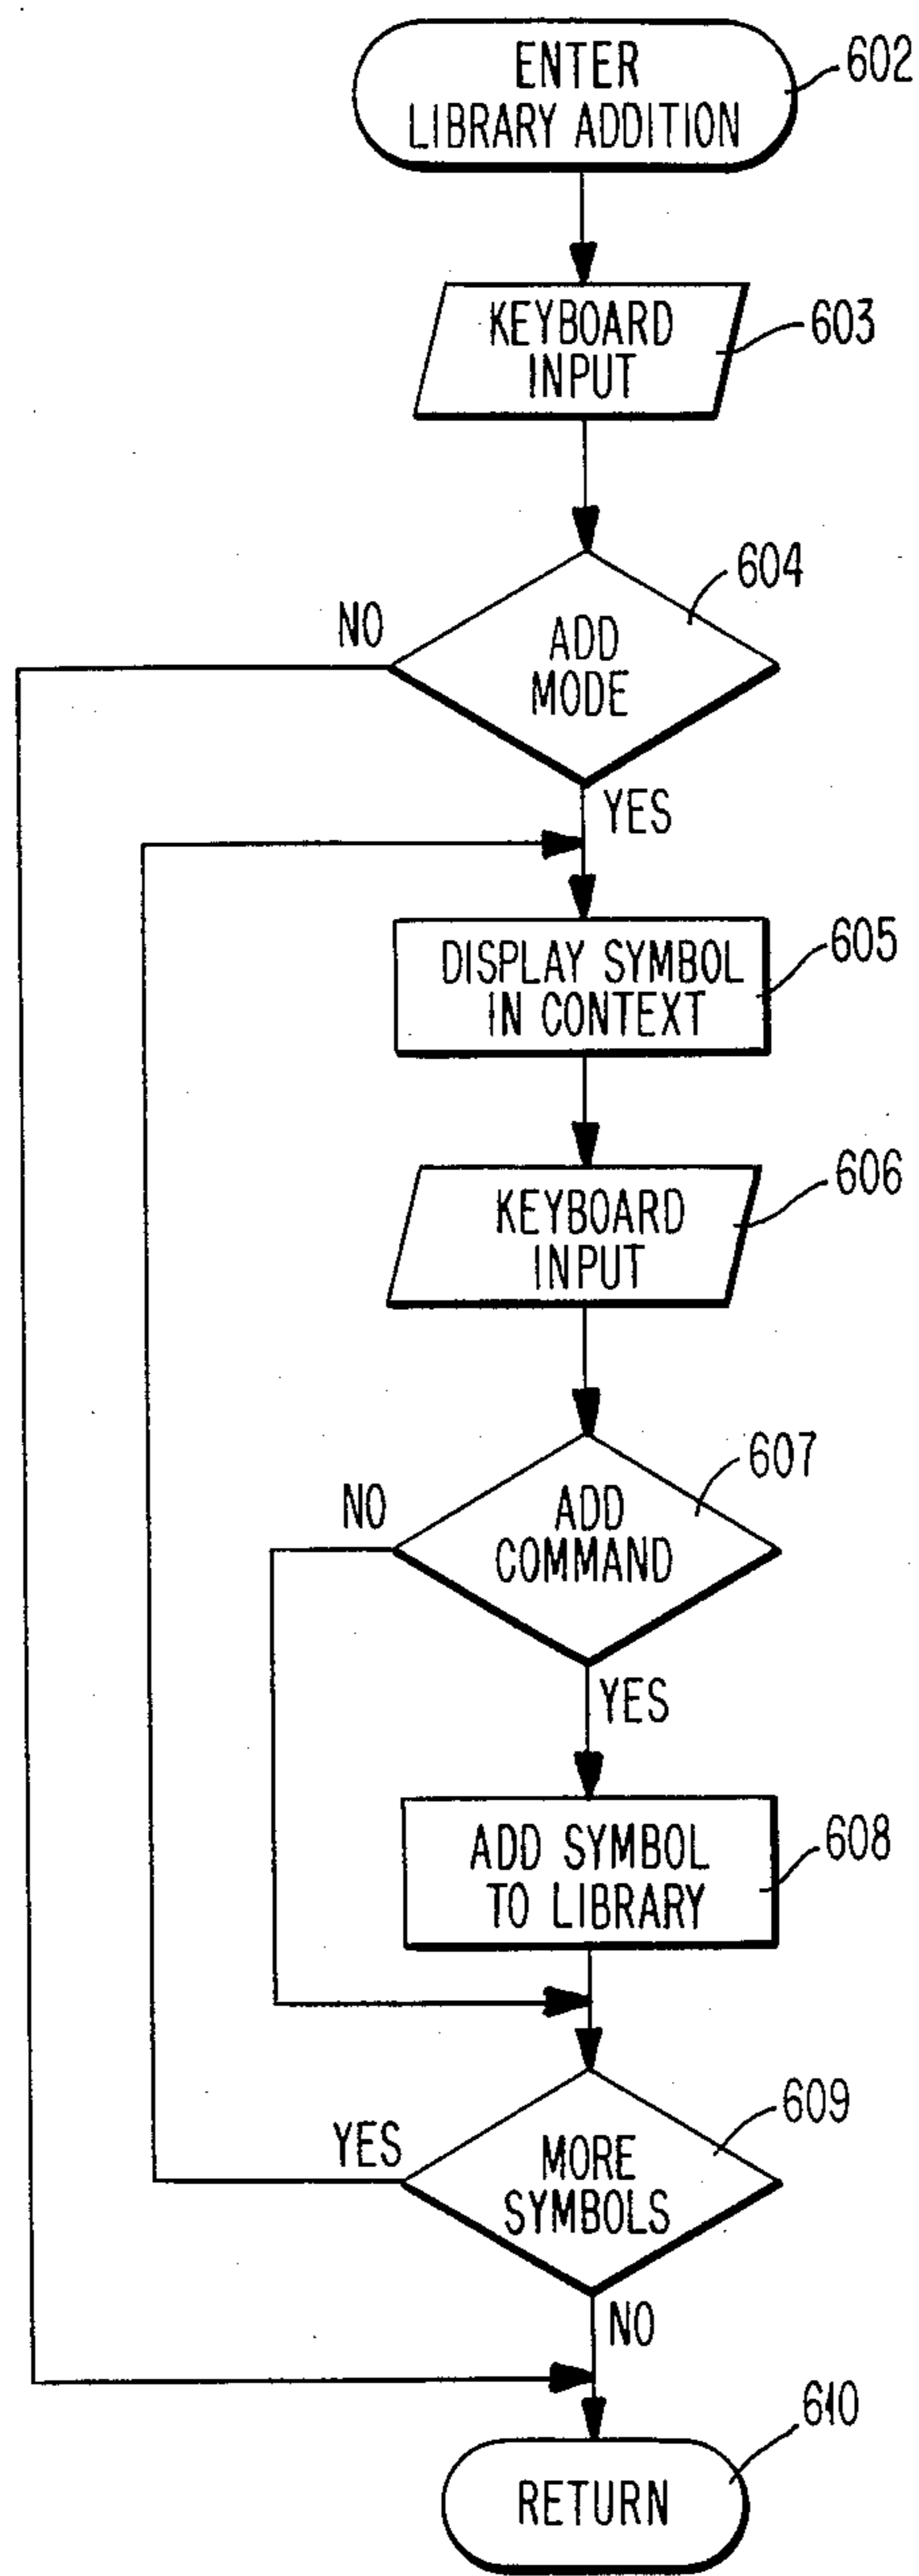 ENTER
LIBRARY ADDITION
602
KEYBOARD
INPUT
603
604
NO
ADD
MODE
YES
DISPLAY SYMBOL
IN CONTEXT
605
KEYBOARD
INPUT
606
607
NO
ADD
COMMAND
YES
ADD SYMBOL
TO LIBRARY
608
609
YES
MORE
SYMBOLS
NO
610
RETURN